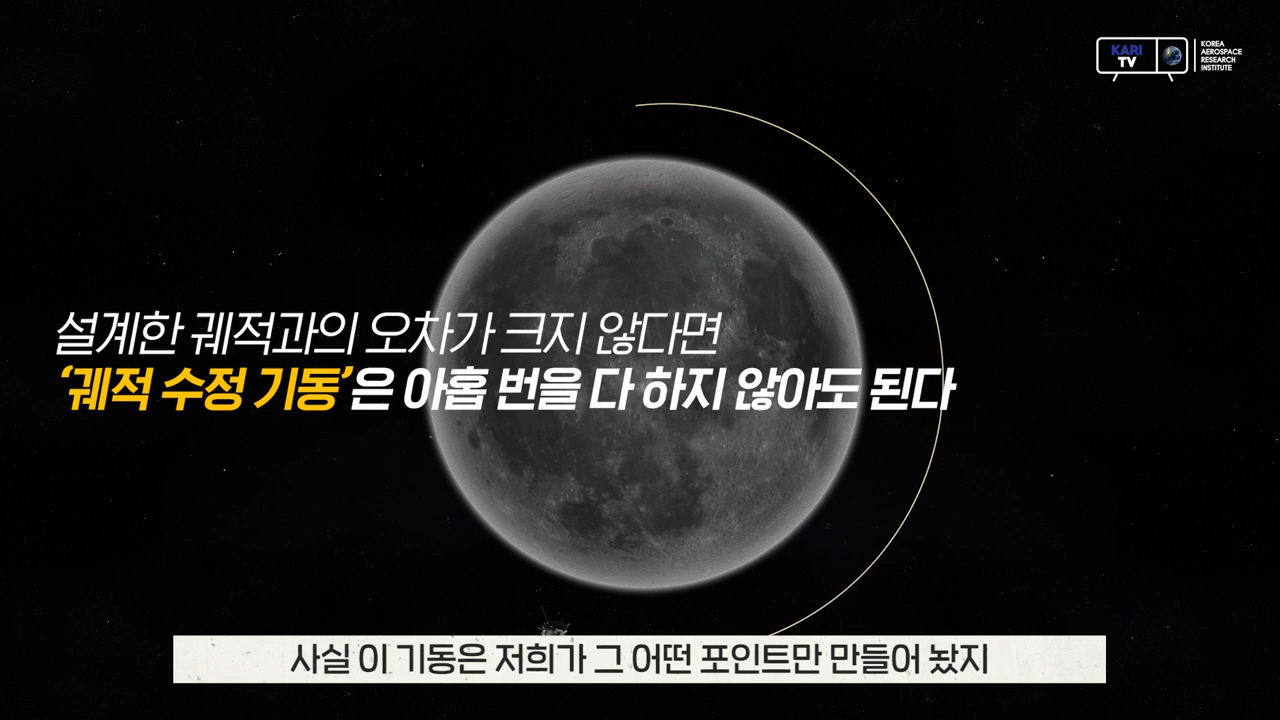 KARI
TV
KOREA
AEROSPACE
RESEARCH
INSTITUTE
설계한 궤적과의 오차가 크지 않다면
‘궤적 수정 기동’은 아홉 번을 다 하지 않아도 된다
사실 이 기동은 저희가 그 어떤 포인트만 만들어 놨지